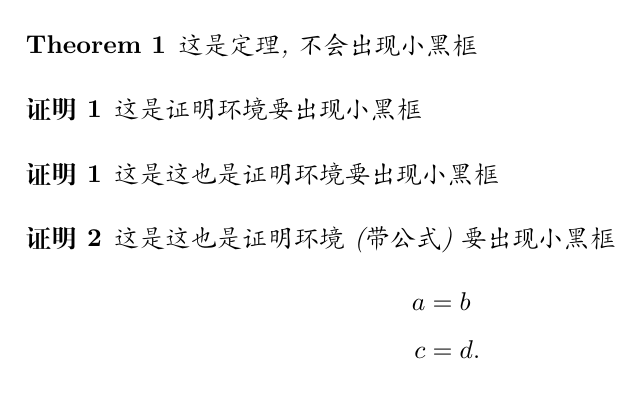 Theorem 1 这是定理, 不会出现小黑框
证明 1 这是证明环境要出现小黑框
证明 1 这是这也是证明环境要出现小黑框
证明 2 这是这也是证明环境 (带公式) 要出现小黑框
a = b
c = d.